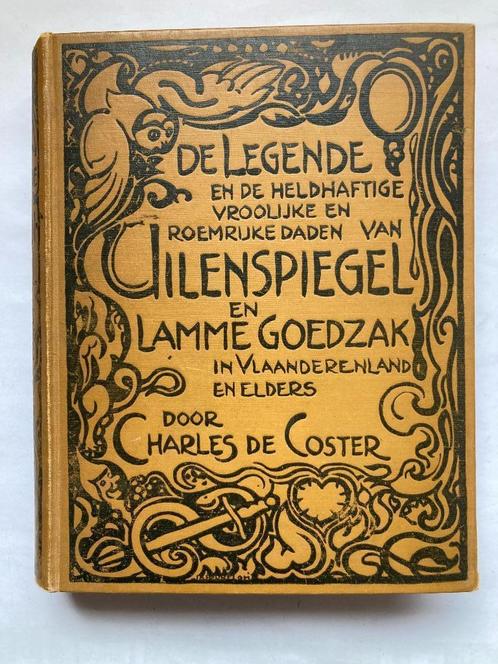 DE LEGENDE
EN DE HELDHAFTIGE
VROOLIJKE EN
ROEMRIJKE DADEN VAN
UILENSPIEGEL
EN
LAMME GOEDZAK
IN VLAANDERENLAND
EN ELDERS
DOOR
CHARLES DE COSTER